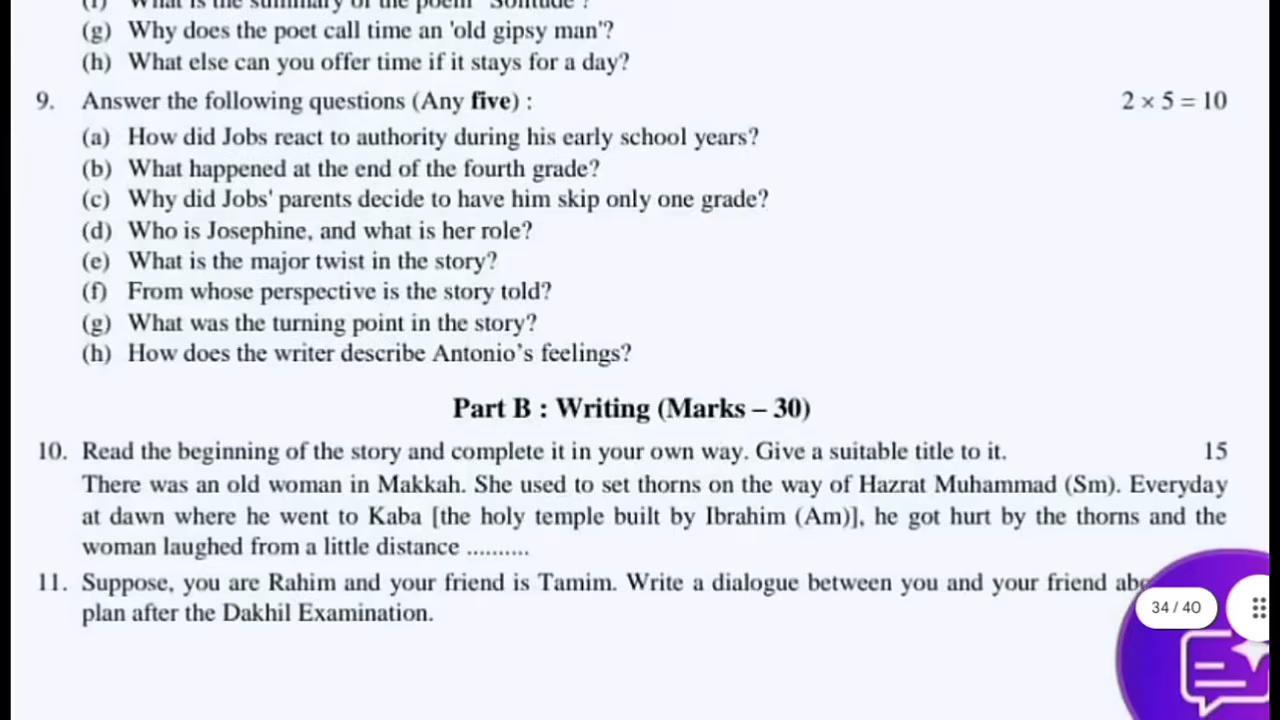 (f) What is the summary of the poem "Solitude"?
(g) Why does the poet call time an 'old gipsy man'?
(h) What else can you offer time if it stays for a day?
9. Answer the following questions (Any five) : 2 × 5 = 10
(a) How did Jobs react to authority during his early school years?
(b) What happened at the end of the fourth grade?
(c) Why did Jobs' parents decide to have him skip only one grade?
(d) Who is Josephine, and what is her role?
(e) What is the major twist in the story?
(f) From whose perspective is the story told?
(g) What was the turning point in the story?
(h) How does the writer describe Antonio's feelings?
Part B : Writing (Marks – 30)
10. Read the beginning of the story and complete it in your own way. Give a suitable title to it. 15
There was an old woman in Makkah. She used to set thorns on the way of Hazrat Muhammad (Sm). Everyday
at dawn where he went to Kaba [the holy temple built by Ibrahim (Am)], he got hurt by the thorns and the
woman laughed from a little distance ..........
11. Suppose, you are Rahim and your friend is Tamim. Write a dialogue between you and your friend
plan after the Dakhil Examination.
34 / 40